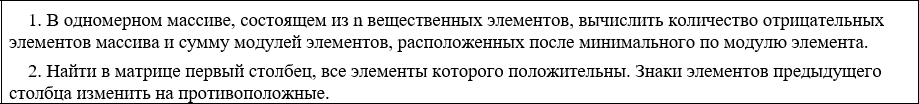 1. В одномерном массиве, состоящем из n вещественных элементов, вычислить количество отрицательных
элементов массива и сумму модулей элементов, расположенных после минимального по модулю элемента.
2. Найти в матрице первый столбец, все элементы которого положительны. Знаки элементов предыдущего
столбца изменить на противоположные.